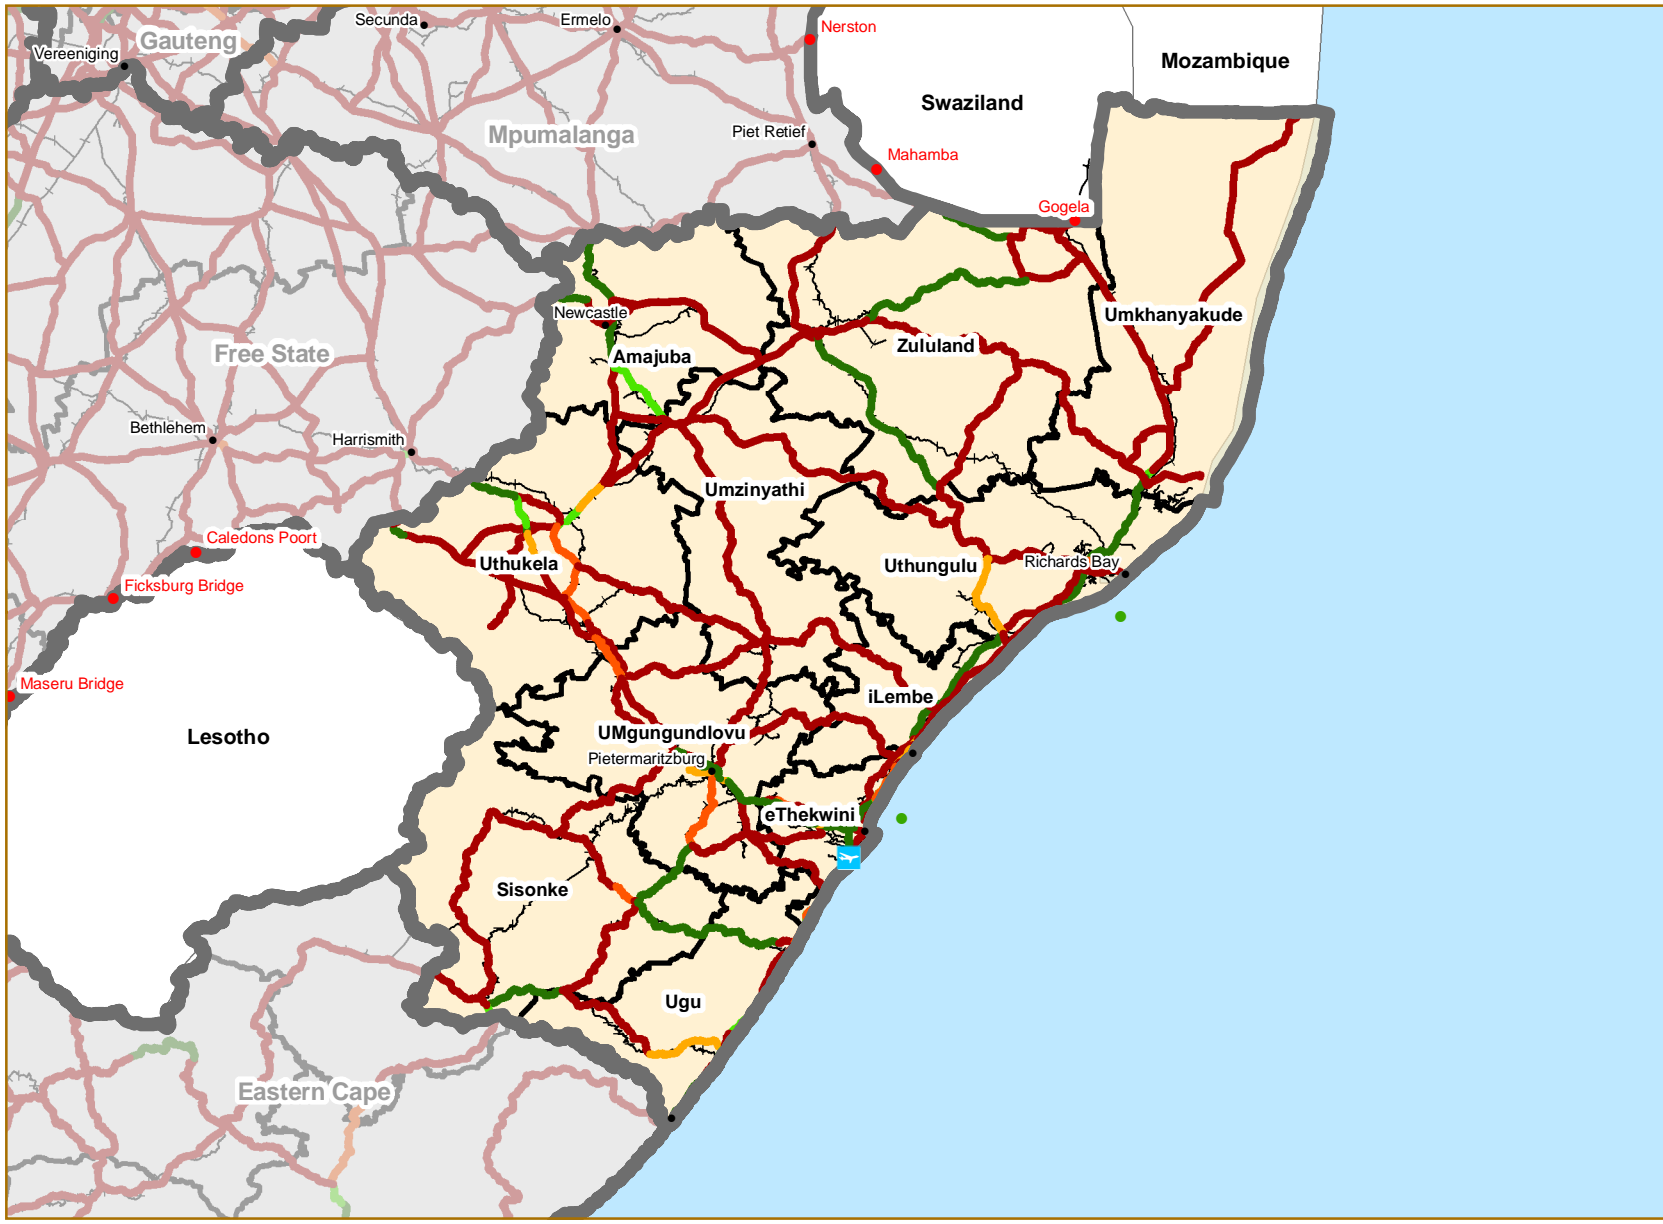 Secunda
Ermelo
Nerston
Gauteng
Vereeniging
Mozambique
Swaziland
Mpumalanga
Piet Retief
Mahamba
Gogela
Newcastle
Umkhanyakude
Amajuba
Zululand
Free State
Bethlehem
Harrismith
Umzinyathi
Caledons Poort
Uthukela
Uthungulu
Richards Bay
Ficksburg Bridge
Maseru Bridge
iLembe
Lesotho
UMgungundlovu
Pietermaritzburg
eThekwini
Sisonke
Ugu
Eastern Cape